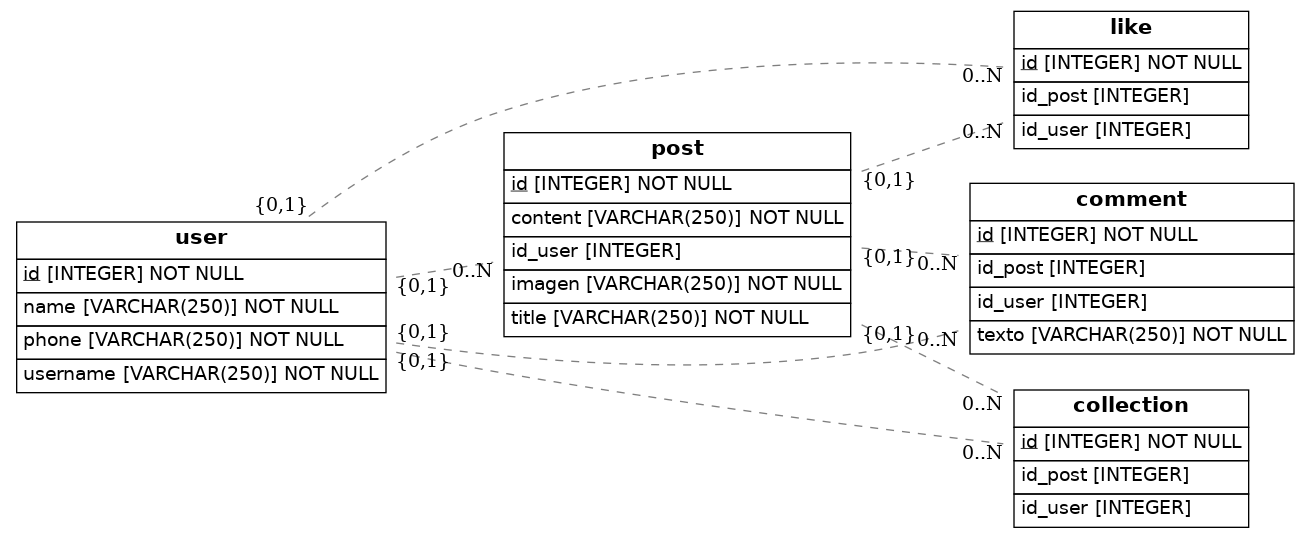 like
id [INTEGER] NOT NULL
id_post [INTEGER]
id_user [INTEGER]
0..N
0..N
post
id [INTEGER] NOT NULL
content [VARCHAR(250)] NOT NULL
id_user [INTEGER]
imagen [VARCHAR(250)] NOT NULL
title [VARCHAR(250)] NOT NULL
{0,1}
{0,1}
{0,1}
comment
id [INTEGER] NOT NULL
id_post [INTEGER]
id_user [INTEGER]
texto [VARCHAR(250)] NOT NULL
0..N
0..N
{0,1}
user
id [INTEGER] NOT NULL
name [VARCHAR(250)] NOT NULL
phone [VARCHAR(250)] NOT NULL
username [VARCHAR(250)] NOT NULL
{0,1}
0..N
{0,1}
{0,1}
collection
id [INTEGER] NOT NULL
id_post [INTEGER]
id_user [INTEGER]
0..N
0..N